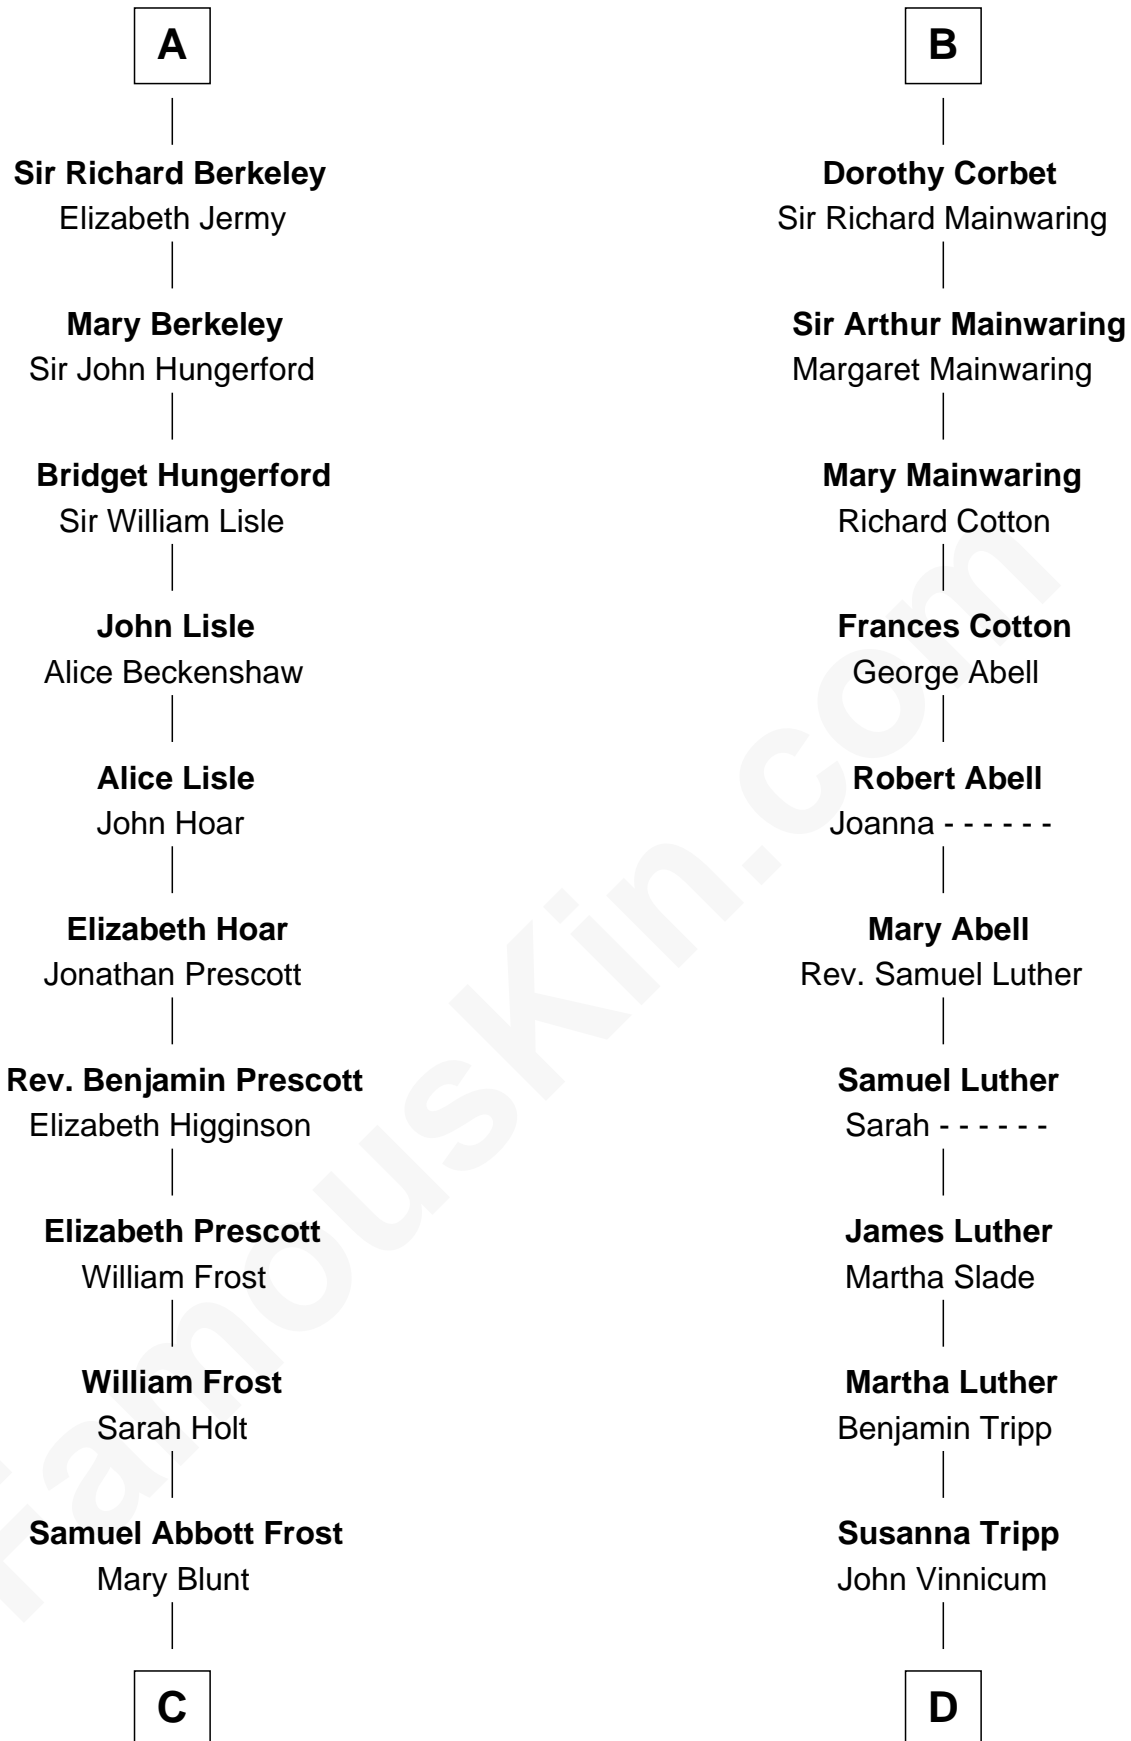 A
Sir Richard Berkeley
Elizabeth Jermy
Mary Berkeley
Sir John Hungerford
Bridget Hungerford
Sir William Lisle
John Lisle
Alice Beckenshaw
Alice Lisle
John Hoar
Elizabeth Hoar
Jonathan Prescott
Rev. Benjamin Prescott
Elizabeth Higginson
Elizabeth Prescott
William Frost
William Frost
Sarah Holt
Samuel Abbott Frost
Mary Blunt
C
B
Dorothy Corbet
Sir Richard Mainwaring
Sir Arthur Mainwaring
Margaret Mainwaring
Mary Mainwaring
Richard Cotton
Frances Cotton
George Abell
Robert Abell
Joanna - - - - - -
Mary Abell
Rev. Samuel Luther
Samuel Luther
Sarah - - - - - -
James Luther
Martha Slade
Martha Luther
Benjamin Tripp
Susanna Tripp
John Vinnicum
D
FamousKin.com